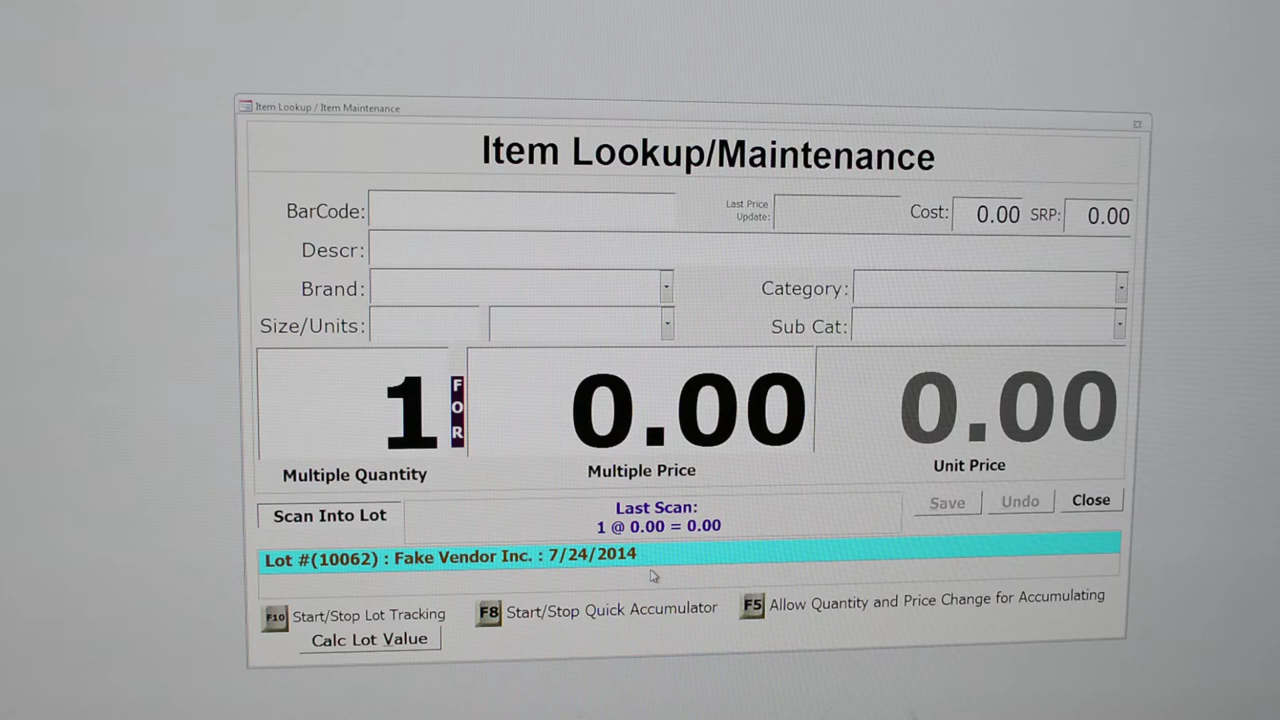 Item Lookup / Item Maintenance
Item Lookup/Maintenance
BarCode:
Last Price
Update:
Cost: 0.00 SRP: 0.00
Descr:
Brand:
Category:
Size/Units:
Sub Cat:
1 FOR 0.00 0.00
Multiple Quantity
Multiple Price
Unit Price
Scan Into Lot
Last Scan:
1 @ 0.00 = 0.00
Save Undo Close
Lot #(10062) : Fake Vendor Inc. : 7/24/2014
F10 Start/Stop Lot Tracking
F8 Start/Stop Quick Accumulator
F5 Allow Quantity and Price Change for Accumulating
Calc Lot Value